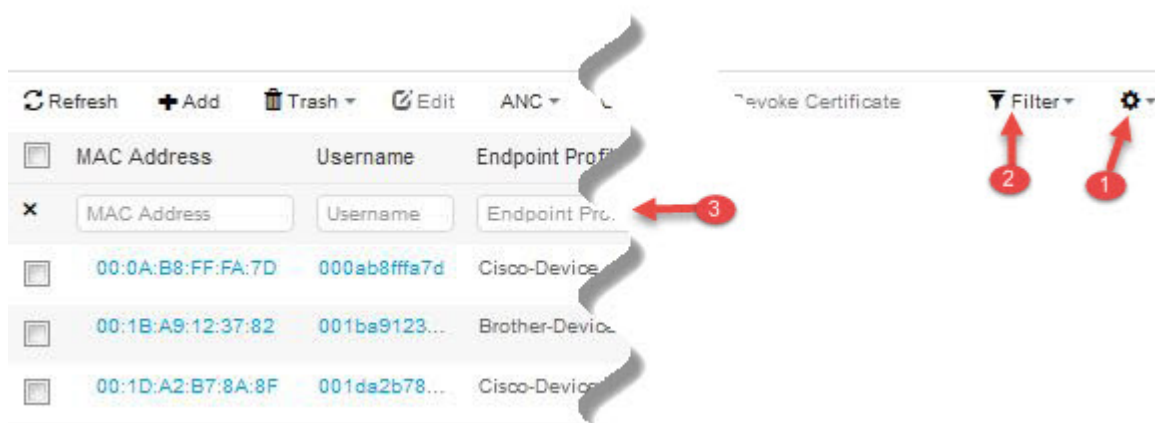 Refresh Add Trash Edit ANC Revoke Certificate Filter
MAC Address Username Endpoint Profi
2 1
MAC Address Username Endpoint Pro 3
00:0A:B8:FF:FA:7D 000ab8fffa7d Cisco-Device
00:1B:A9:12:37:82 001ba9123... Brother-Device
00:1D:A2:B7:8A:8F 001da2b78... Cisco-Device